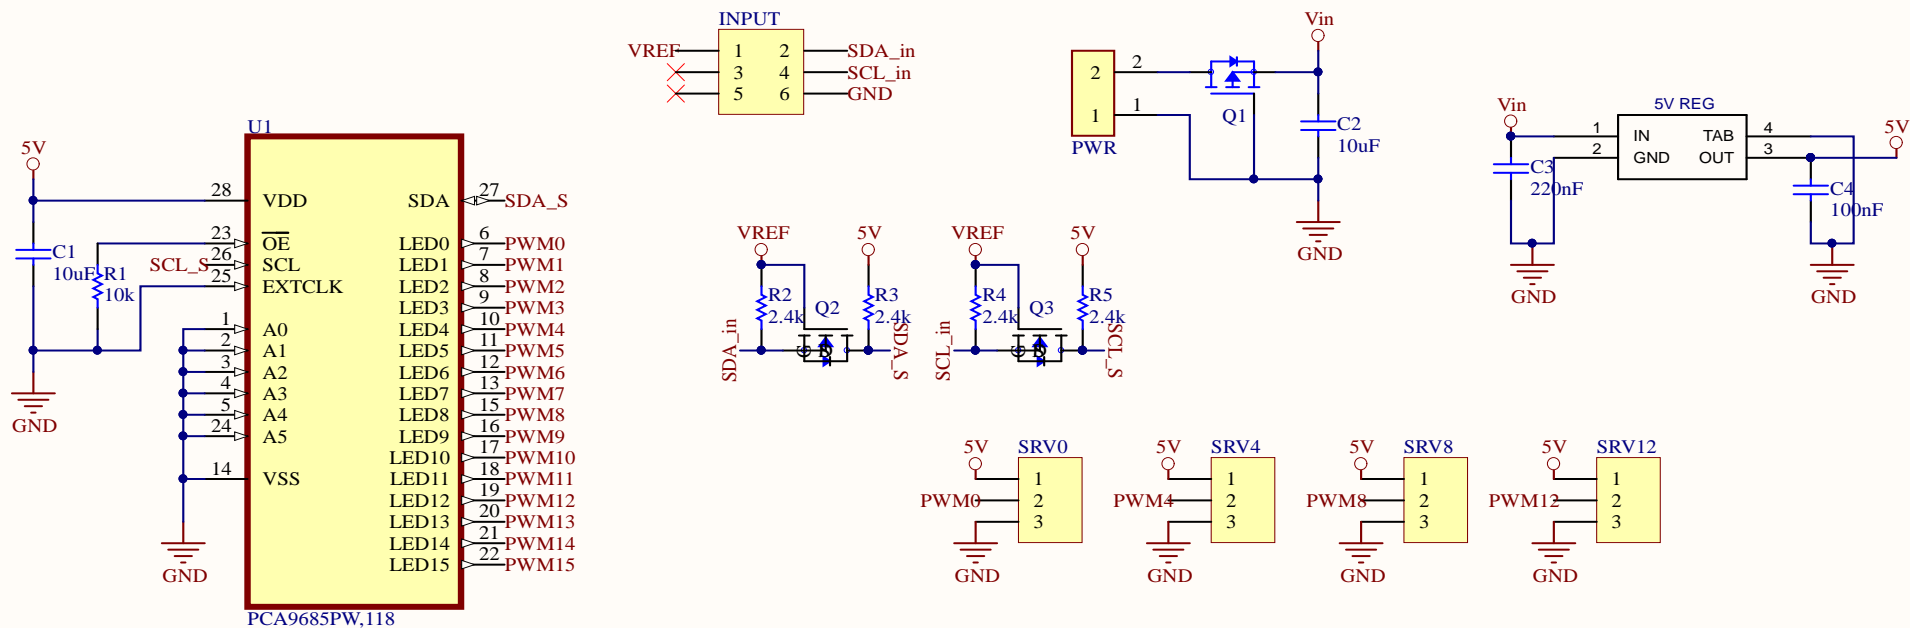 INPUT
VREF 1 2 SDA_in
3 4 SCL_in
5 6 GND
Vin
2 2
1 1
PWR
Q1
C2
10uF
5V REG
Vin
1 IN TAB 4
2 GND OUT 3
5V
C3
220nF
C4
100nF
GND
GND
GND
U1
5V
28 VDD SDA 27 SDA_S
23 OE LED0 6 PWM0
SCL_S 26 SCL LED1 7 PWM1
25 EXTCLK LED2 8 PWM2
LED3 9 PWM3
1 A0 LED4 10 PWM4
2 A1 LED5 11 PWM5
3 A2 LED6 12 PWM6
4 A3 LED7 13 PWM7
5 A4 LED8 15 PWM8
24 A5 LED9 16 PWM9
LED10 17 PWM10
14 VSS LED11 18 PWM11
LED12 19 PWM12
LED13 20 PWM13
LED14 21 PWM14
LED15 22 PWM15
C1
10uF
R1
10k
GND
GND
PCA9685PW,118
VREF 5V
R2
2.4k
Q2
R3
2.4k
SDA_in
SDA_S
VREF 5V
R4
2.4k
Q3
R5
2.4k
SCL_in
SCL_S
5V SRV0
1
PWM0 2
3
GND
5V SRV4
1
PWM4 2
3
GND
5V SRV8
1
PWM8 2
3
GND
5V SRV12
1
PWM12 2
3
GND